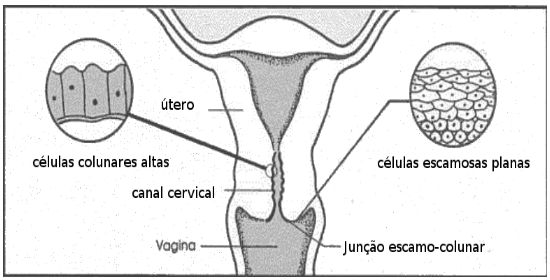 útero
células colunares altas
células escamosas planas
canal cervical
Vagina
Junção escamo-colunar